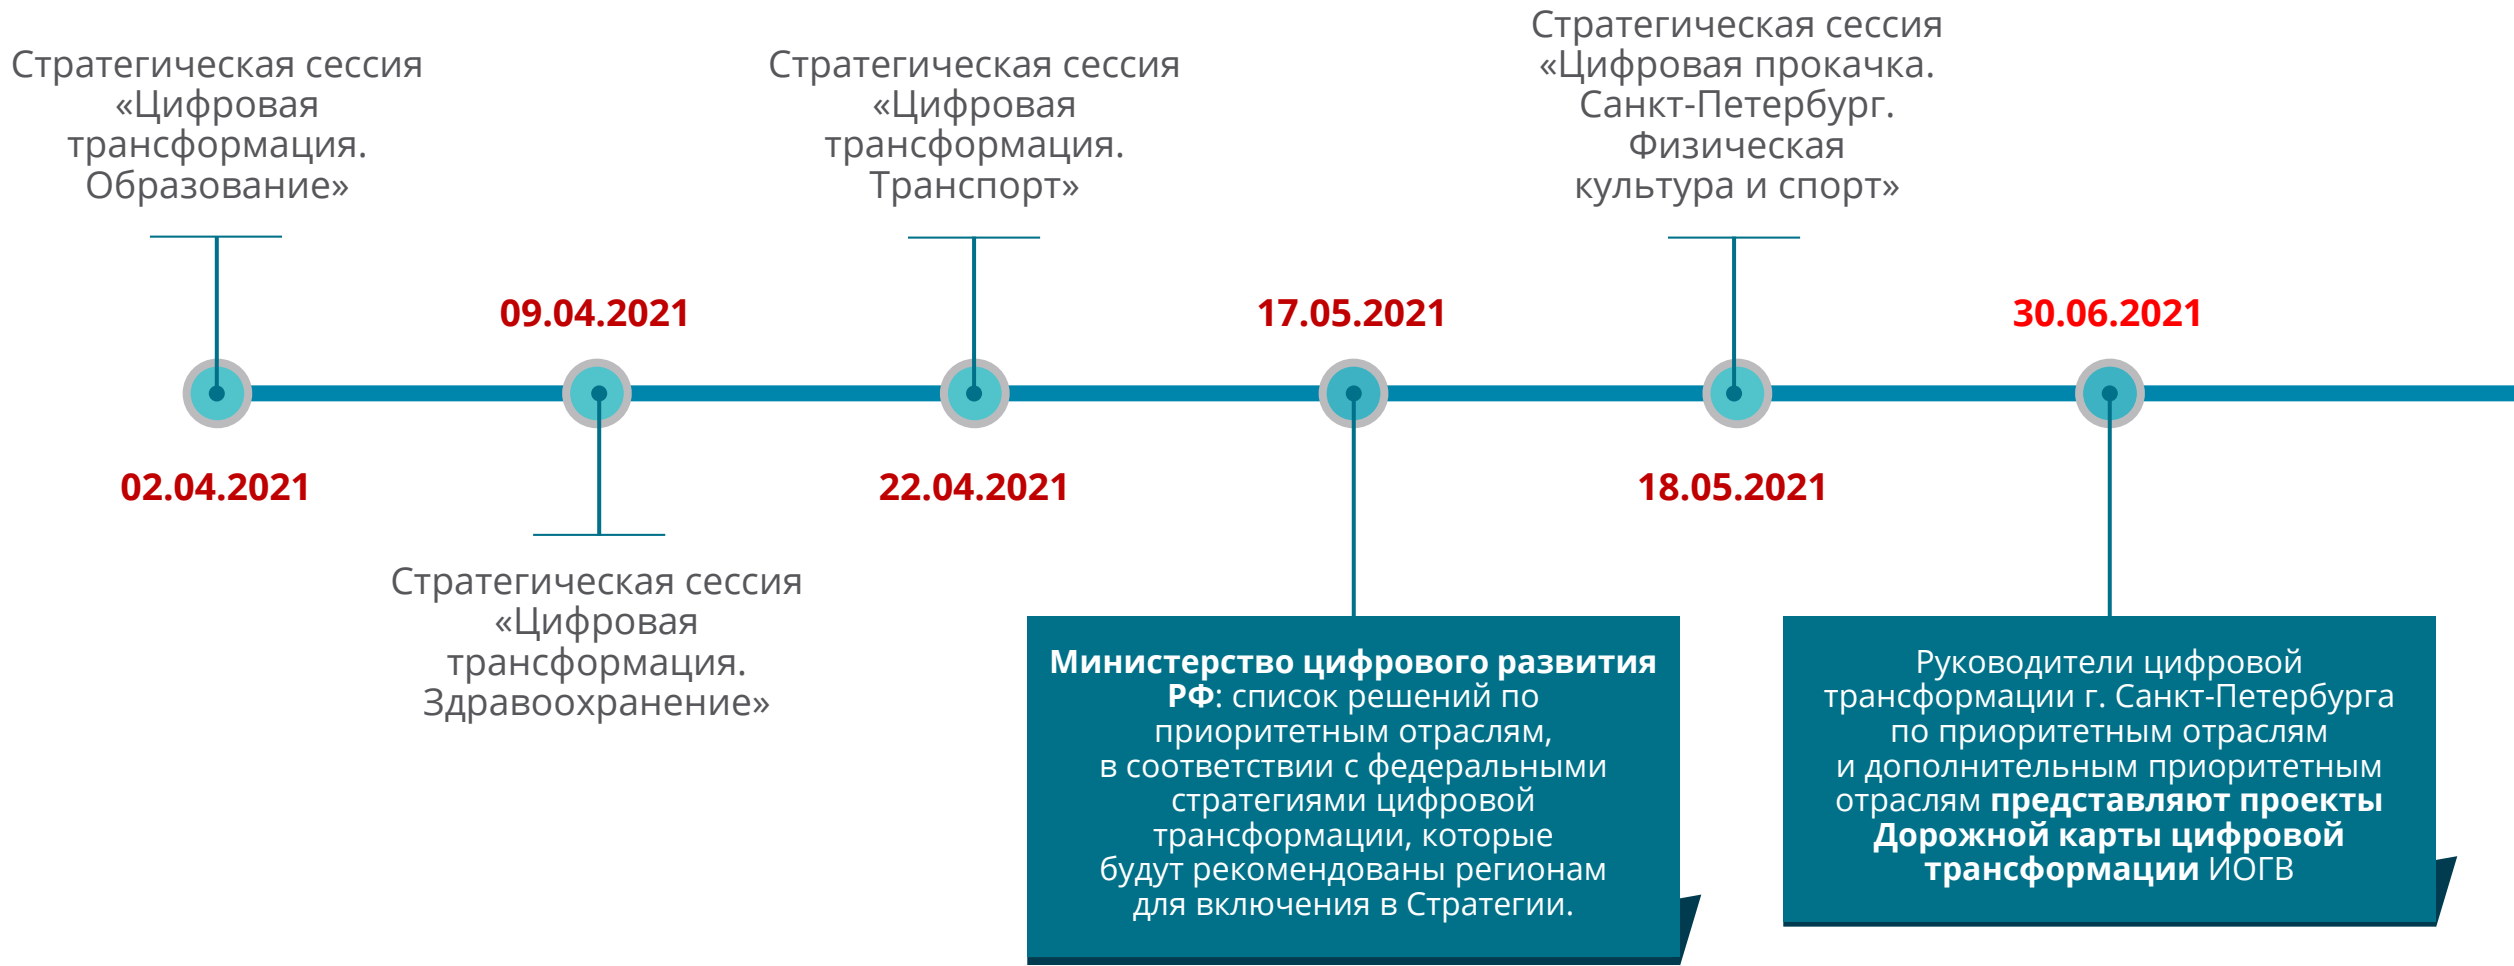 Стратегическая сессия
«Цифровая
трансформация.
Образование»
02.04.2021
09.04.2021
Стратегическая сессия
«Цифровая
трансформация.
Здравоохранение»
Стратегическая сессия
«Цифровая
трансформация.
Транспорт»
22.04.2021
17.05.2021
Министерство цифрового развития
РФ: список решений по
приоритетным отраслям,
в соответствии с федеральными
стратегиями цифровой
трансформации, которые
будут рекомендованы регионам
для включения в Стратегии.
Стратегическая сессия
«Цифровая прокачка.
Санкт-Петербург.
Физическая
культура и спорт»
18.05.2021
30.06.2021
Руководители цифровой
трансформации г. Санкт-Петербурга
по приоритетным отраслям
и дополнительным приоритетным
отраслям представляют проекты
Дорожной карты цифровой
трансформации ИОГВ